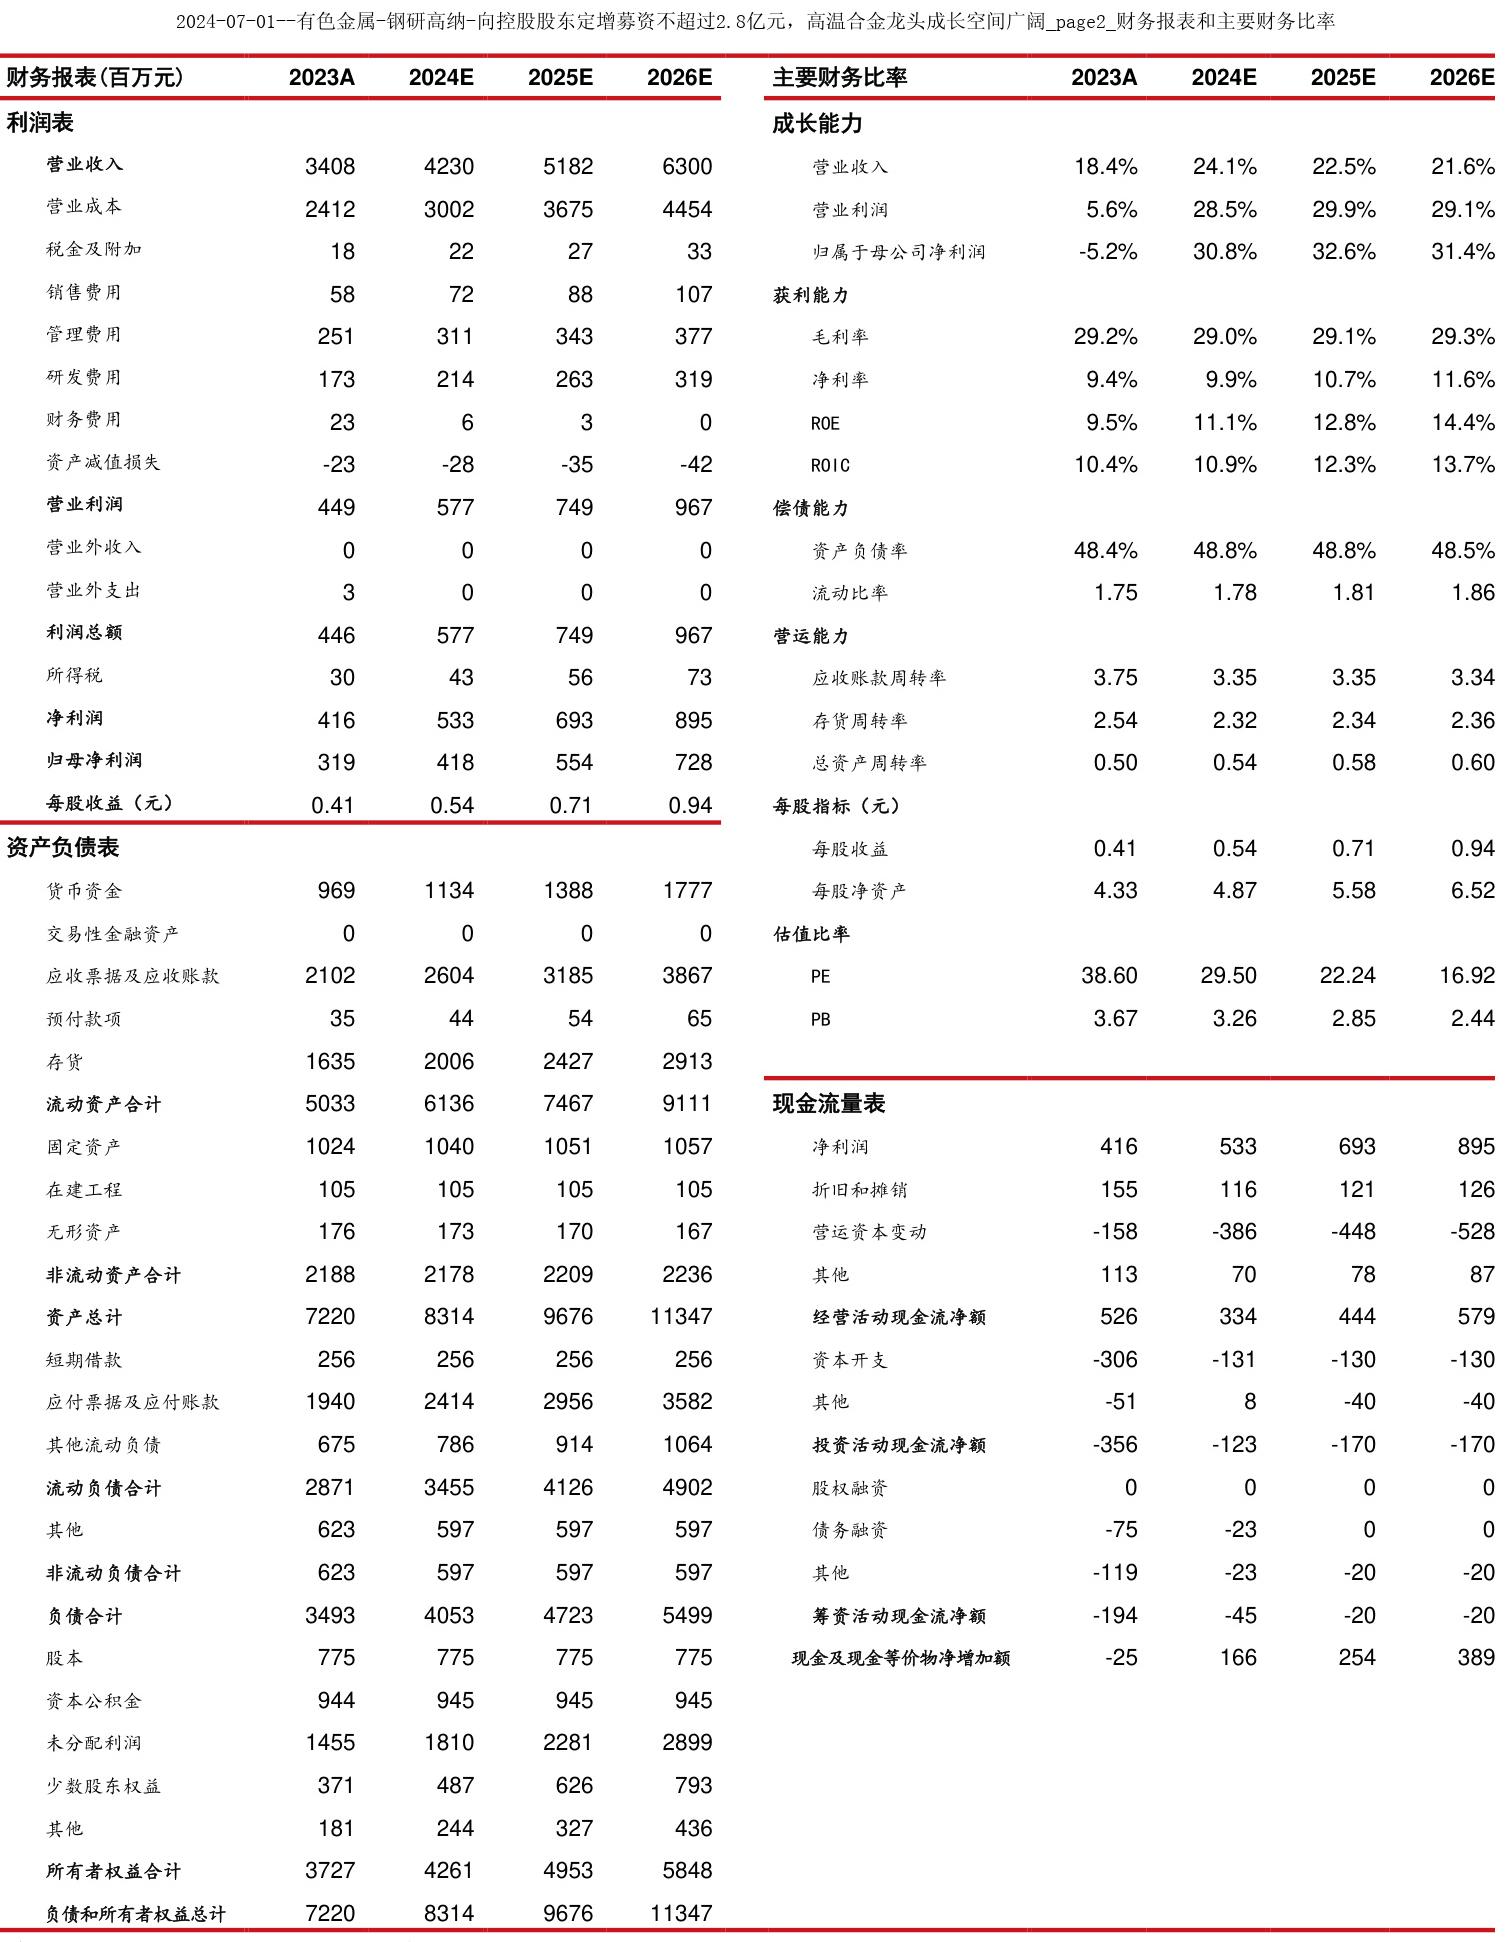 2024-07-01--有色金属-钢研高纳-向控股股东定增募资不超过2.8亿元，高温合金龙头成长空间广阔_page2_财务报表和主要财务比率
财务报表(百万元) 2023A 2024E 2025E 2026E
利润表
营业收入 3408 4230 5182 6300
营业成本 2412 3002 3675 4454
税金及附加 18 22 27 33
销售费用 58 72 88 107
管理费用 251 311 343 377
研发费用 173 214 263 319
财务费用 23 6 3 0
资产减值损失 -23 -28 -35 -42
营业利润 449 577 749 967
营业外收入 0 0 0 0
营业外支出 3 0 0 0
利润总额 446 577 749 967
所得税 30 43 56 73
净利润 416 533 693 895
归母净利润 319 418 554 728
每股收益（元） 0.41 0.54 0.71 0.94
资产负债表
货币资金 969 1134 1388 1777
交易性金融资产 0 0 0 0
应收票据及应收账款 2102 2604 3185 3867
预付款项 35 44 54 65
存货 1635 2006 2427 2913
流动资产合计 5033 6136 7467 9111
固定资产 1024 1040 1051 1057
在建工程 105 105 105 105
无形资产 176 173 170 167
非流动资产合计 2188 2178 2209 2236
资产总计 7220 8314 9676 11347
短期借款 256 256 256 256
应付票据及应付账款 1940 2414 2956 3582
其他流动负债 675 786 914 1064
流动负债合计 2871 3455 4126 4902
其他 623 597 597 597
非流动负债合计 623 597 597 597
负债合计 3493 4053 4723 5499
股本 775 775 775 775
资本公积金 944 945 945 945
未分配利润 1455 1810 2281 2899
少数股东权益 371 487 626 793
其他 181 244 327 436
所有者权益合计 3727 4261 4953 5848
负债和所有者权益总计 7220 8314 9676 11347
主要财务比率 2023A 2024E 2025E 2026E
成长能力
营业收入 18.4% 24.1% 22.5% 21.6%
营业利润 5.6% 28.5% 29.9% 29.1%
归属于母公司净利润 -5.2% 30.8% 32.6% 31.4%
获利能力
毛利率 29.2% 29.0% 29.1% 29.3%
净利率 9.4% 9.9% 10.7% 11.6%
ROE 9.5% 11.1% 12.8% 14.4%
ROIC 10.4% 10.9% 12.3% 13.7%
偿债能力
资产负债率 48.4% 48.8% 48.8% 48.5%
流动比率 1.75 1.78 1.81 1.86
营运能力
应收账款周转率 3.75 3.35 3.35 3.34
存货周转率 2.54 2.32 2.34 2.36
总资产周转率 0.50 0.54 0.58 0.60
每股指标（元）
每股收益 0.41 0.54 0.71 0.94
每股净资产 4.33 4.87 5.58 6.52
估值比率
PE 38.60 29.50 22.24 16.92
PB 3.67 3.26 2.85 2.44
现金流量表
净利润 416 533 693 895
折旧和摊销 155 116 121 126
营运资本变动 -158 -386 -448 -528
其他 113 70 78 87
经营活动现金流净额 526 334 444 579
资本开支 -306 -131 -130 -130
其他 -51 8 -40 -40
投资活动现金流净额 -356 -123 -170 -170
股权融资 0 0 0 0
债务融资 -75 -23 0 0
其他 -119 -23 -20 -20
筹资活动现金流净额 -194 -45 -20 -20
现金及现金等价物净增加额 -25 166 254 389